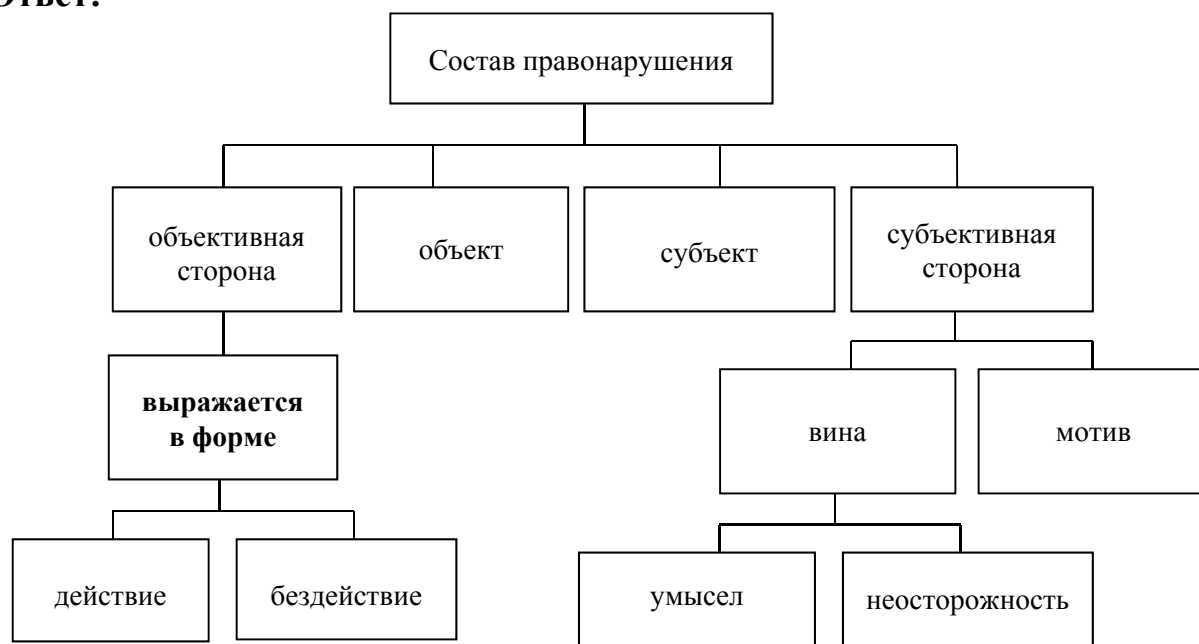 Ответ:
Состав правонарушения
объективная
сторона
объект
субъект
субъективная
сторона
выражается
в форме
вина
мотив
действие
бездействие
умысел
неосторожность